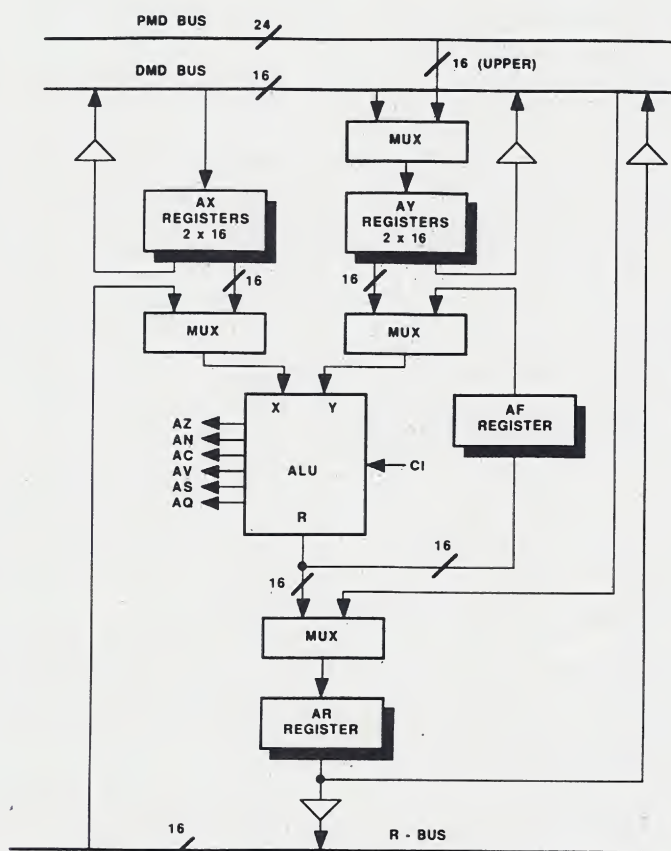 PMD BUS 24
16 (UPPER)
DMD BUS 16
MUX
AX
REGISTERS
2 x 16
AY
REGISTERS
2 x 16
16
16
MUX
MUX
X Y
AF
REGISTER
AZ
AN
AC
AV
AS
AQ
ALU
CI
R
16
16
MUX
AR
REGISTER
16
R - BUS